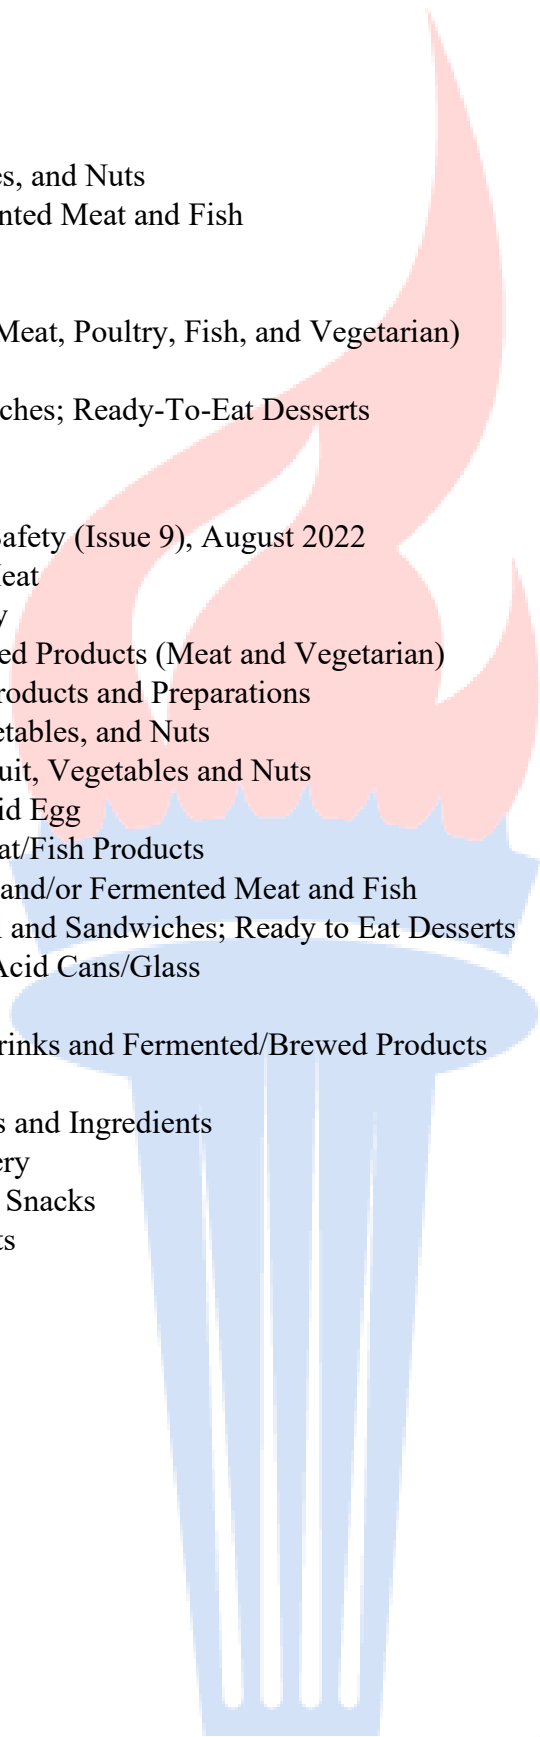 es, and Nuts
nted Meat and Fish
Meat, Poultry, Fish, and Vegetarian)
ches; Ready-To-Eat Desserts
afety (Issue 9), August 2022
eat
y
ed Products (Meat and Vegetarian)
roducts and Preparations
etables, and Nuts
uit, Vegetables and Nuts
id Egg
at/Fish Products
and/or Fermented Meat and Fish
and Sandwiches; Ready to Eat Desserts
Acid Cans/Glass
rinks and Fermented/Brewed Products
s and Ingredients
ery
Snacks
ts